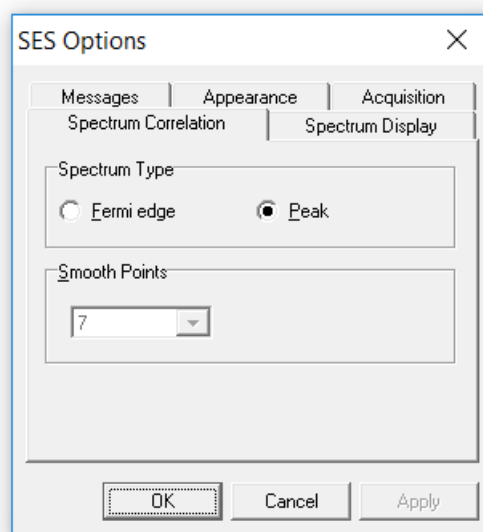 SES Options
Messages Appearance Acquisition
Spectrum Correlation Spectrum Display
Spectrum Type
Fermi edge Peak
Smooth Points
7
OK Cancel Apply